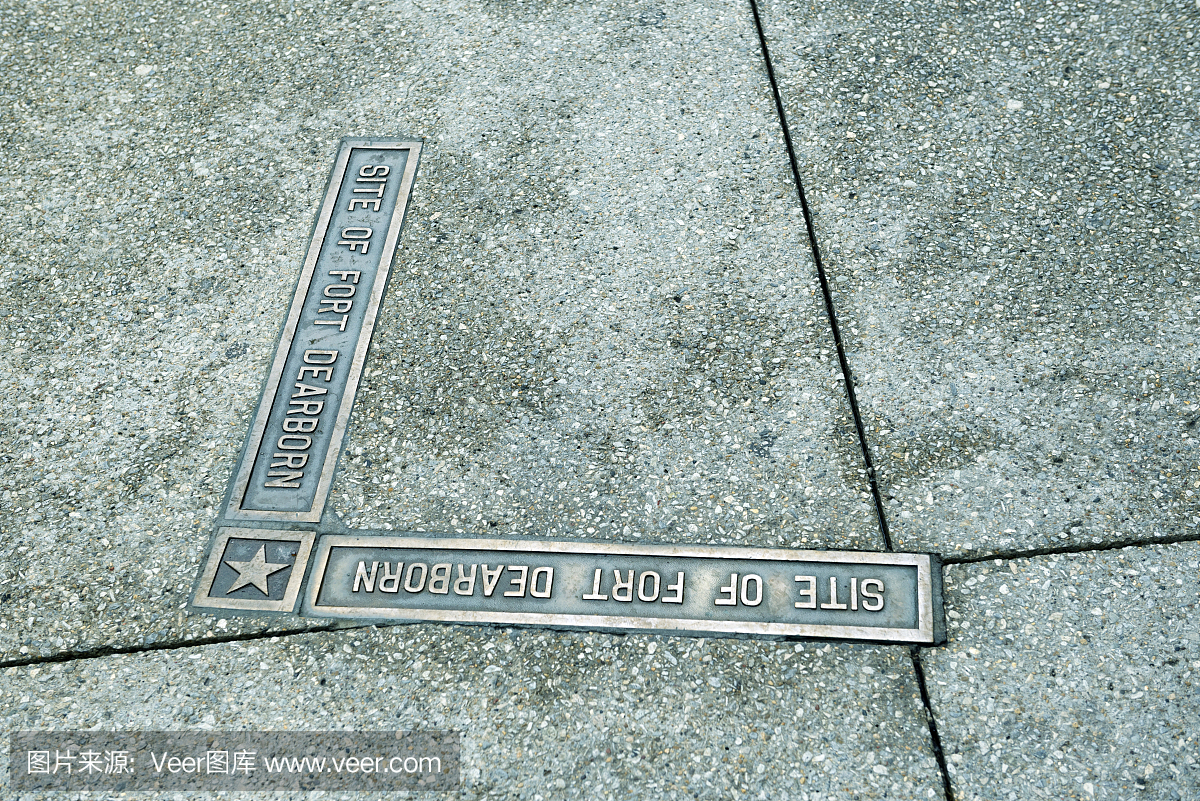 SITE OF FORT DEARBORN
SITE OF FORT DEARBORN
图片来源: Veer图库 www.veer.com